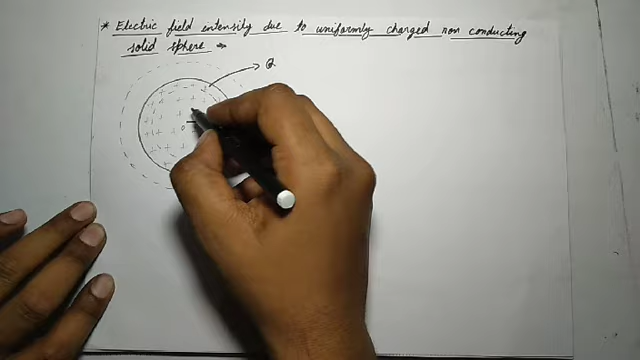 * Electric field intensity due to uniformly charged non conducting
solid sphere →
Q